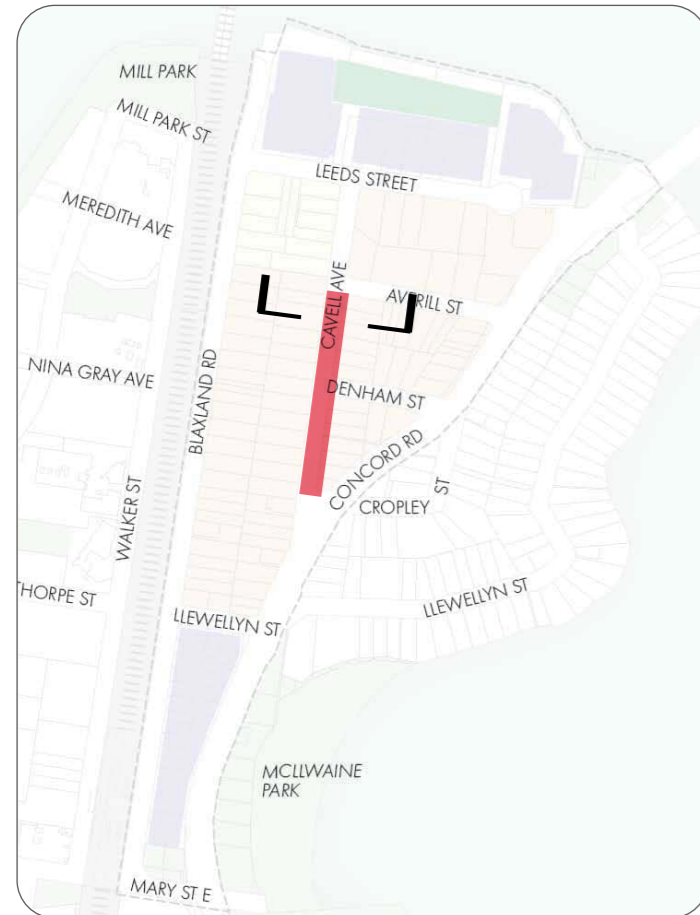 MILL PARK
MILL PARK ST
MEREDITH AVE
LEEDS STREET
CAVELL AVE
AVERILL ST
NINA GRAY AVE
BLAXLAND RD
DENHAM ST
CONCORD RD
CROPLEY
ST
WALKER ST
THORPE ST
LLEWELLYN ST
LLEWELLYN ST
MCLLWAINE
PARK
MARY ST E